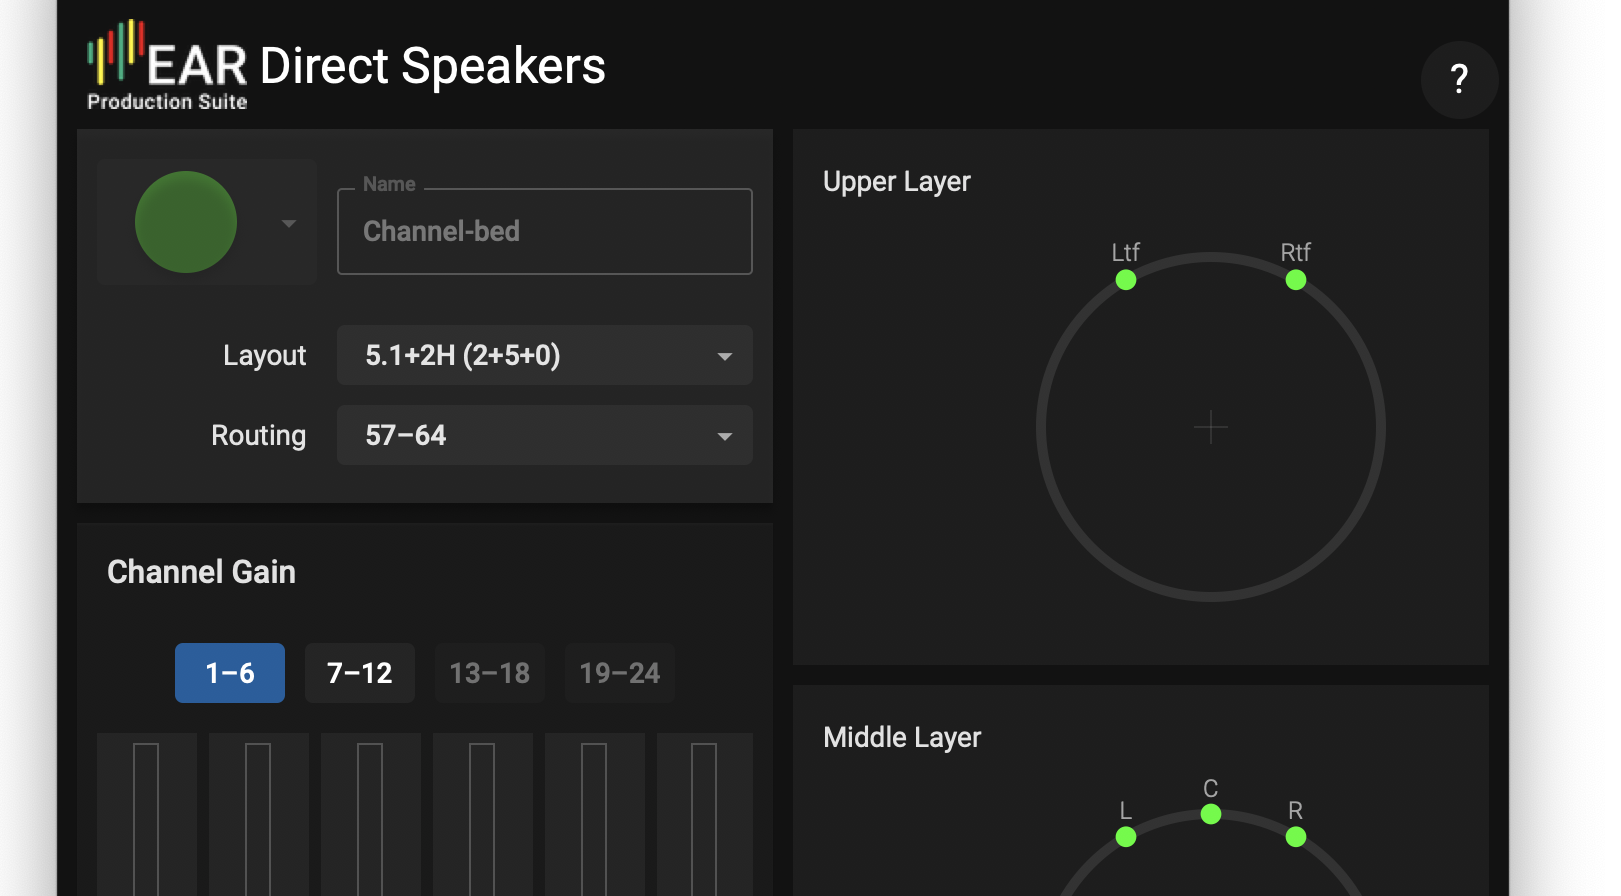 EAR
Production Suite
Direct Speakers
?
Name
Channel-bed
Layout
5.1+2H (2+5+0)
Routing
57–64
Channel Gain
1–6
7–12
13–18
19–24
Upper Layer
Ltf
Rtf
Middle Layer
C
L
R